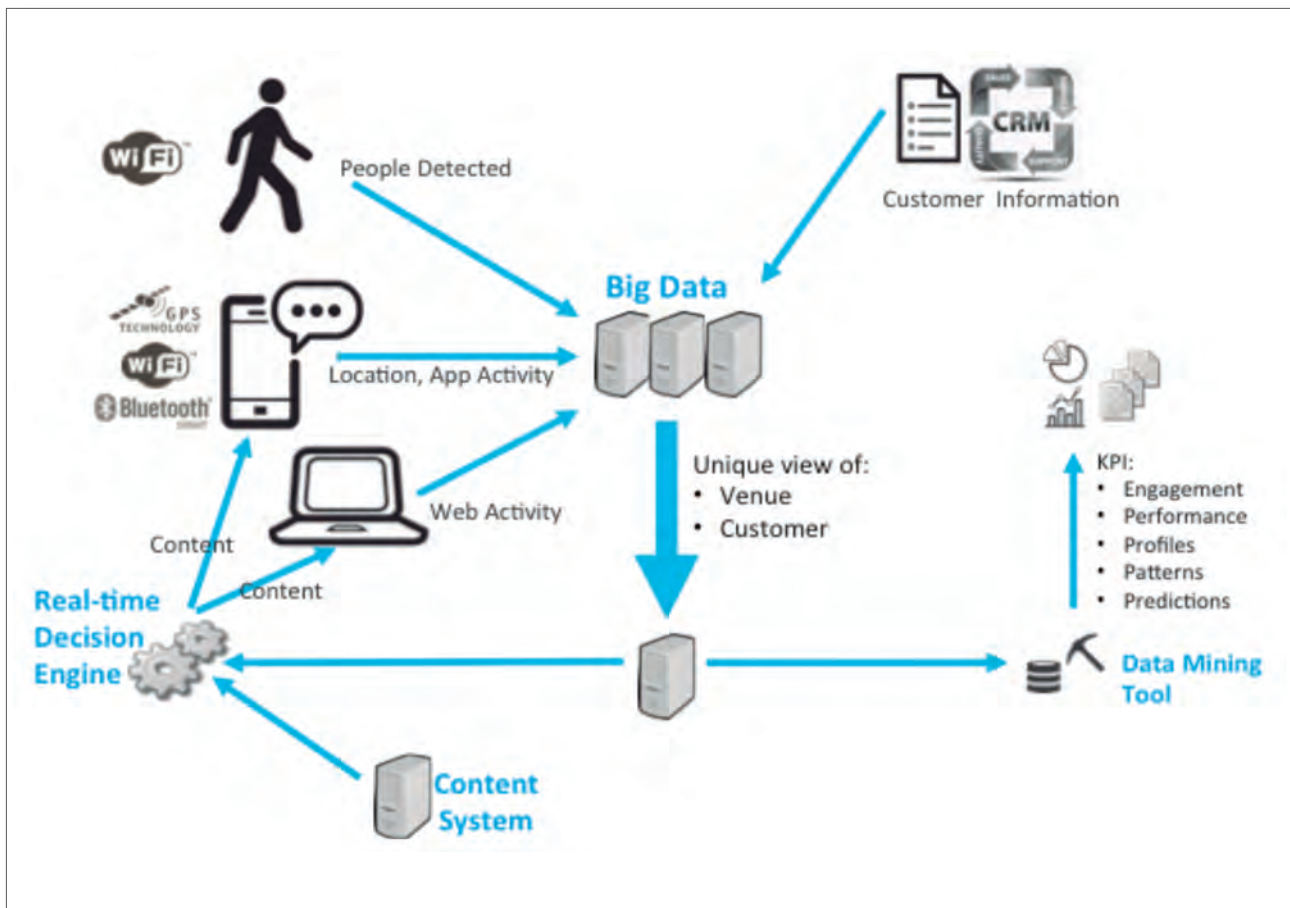 WiFi
People Detected
SALES
CRM
SUPPORT
Customer Information
GPS
TECHNOLOGY
WiFi
Bluetooth
Location, App Activity
Big Data
Web Activity
Unique view of:
• Venue
• Customer
KPI:
• Engagement
• Performance
• Profiles
• Patterns
• Predictions
Content
Content
Real-time
Decision
Engine
Data Mining
Tool
Content
System